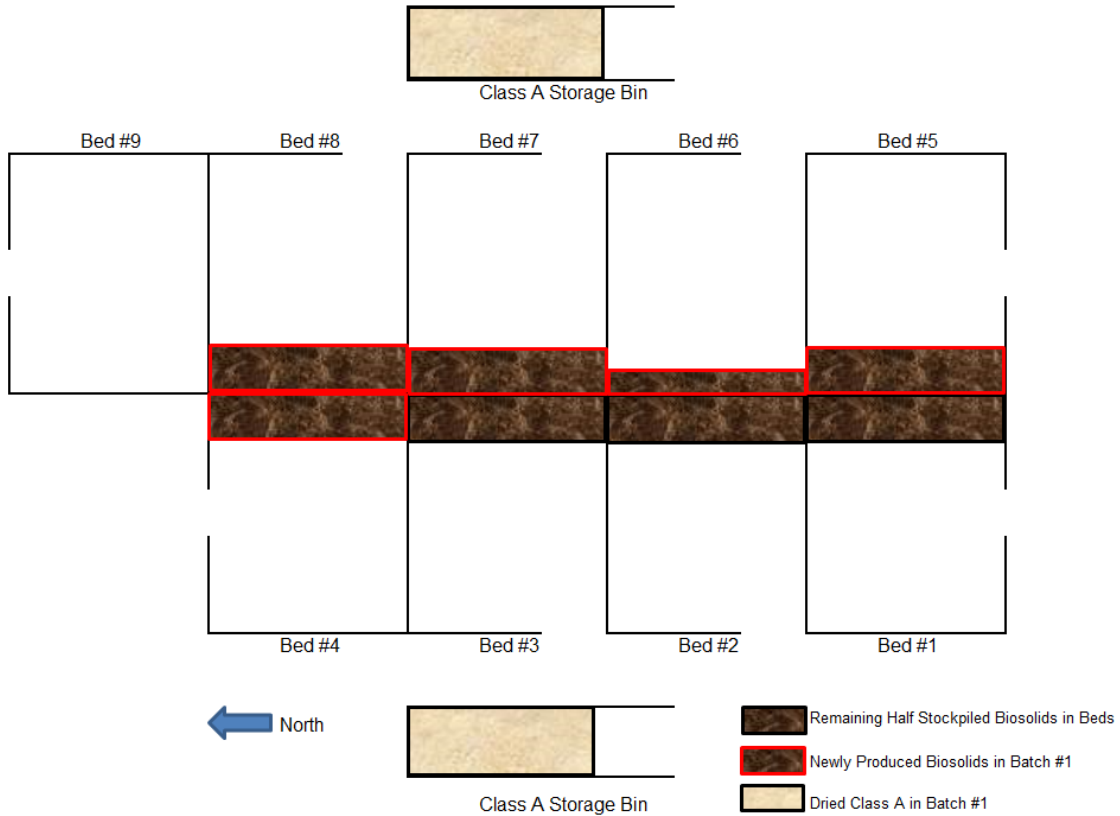 Class A Storage Bin
Bed #9
Bed #8
Bed #7
Bed #6
Bed #5
Bed #4
Bed #3
Bed #2
Bed #1
North
Class A Storage Bin
Remaining Half Stockpiled Biosolids in Beds
Newly Produced Biosolids in Batch #1
Dried Class A in Batch #1